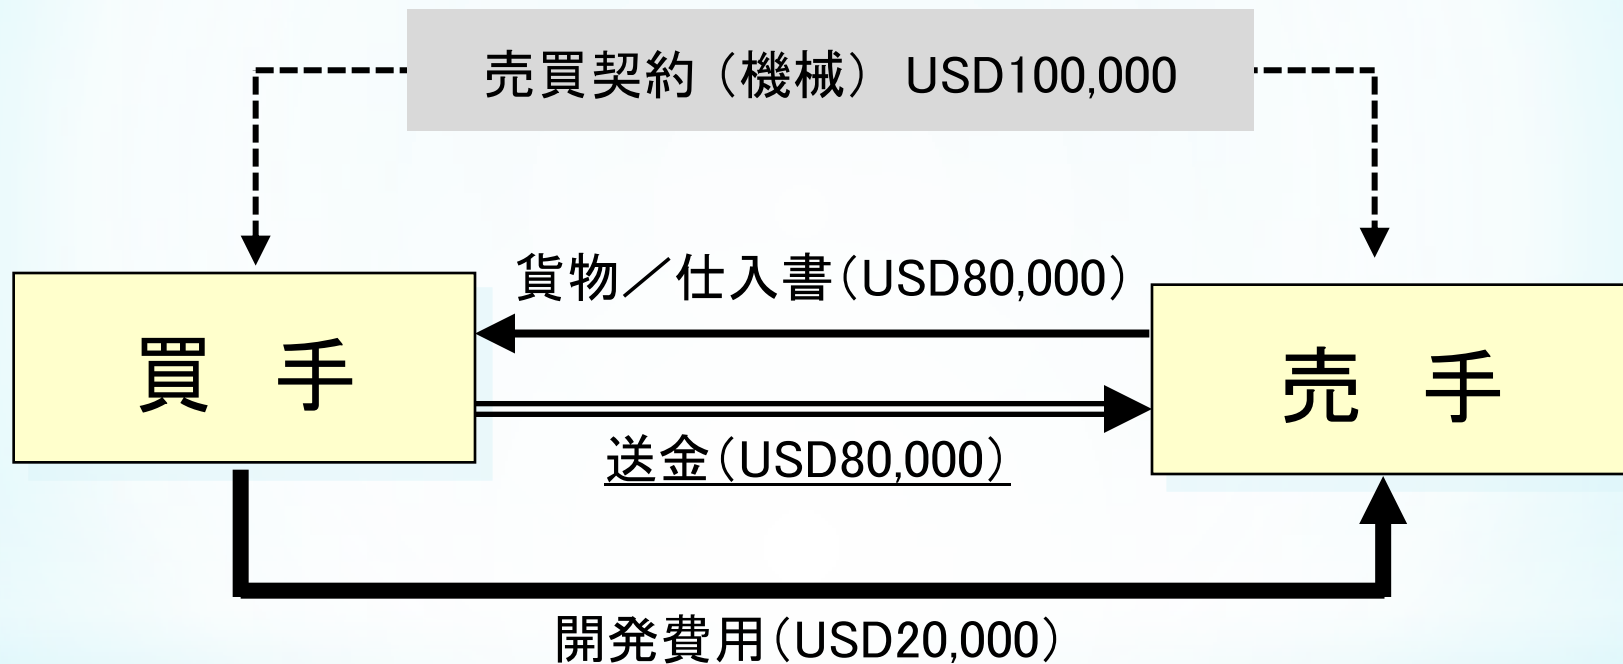 売買契約（機械） USD100,000
貨物／仕入書（USD80,000）
買 手
売 手
送金（USD80,000）
開発費用（USD20,000）